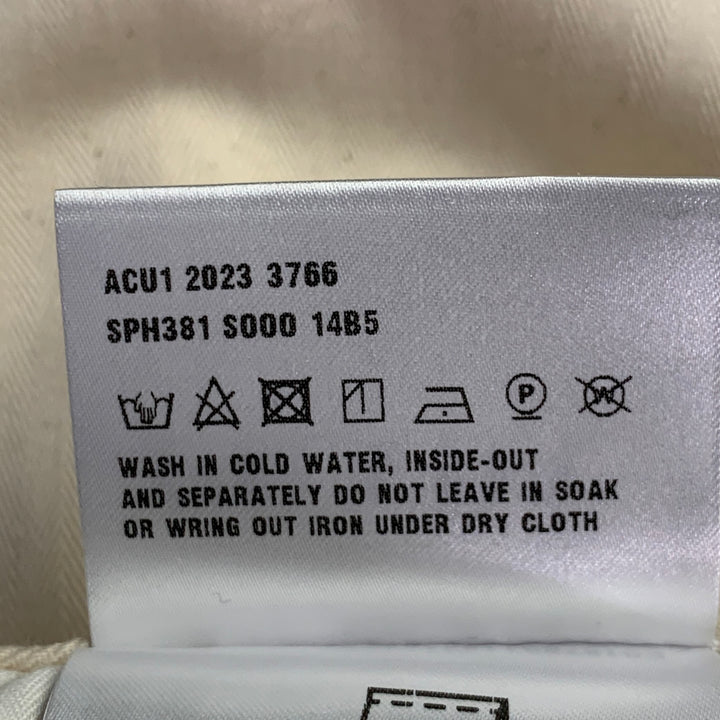 ACU1 2023 3766
SPH381 S000 14B5
P W
WASH IN COLD WATER, INSIDE-OUT
AND SEPARATELY DO NOT LEAVE IN SOAK
OR WRING OUT IRON UNDER DRY CLOTH